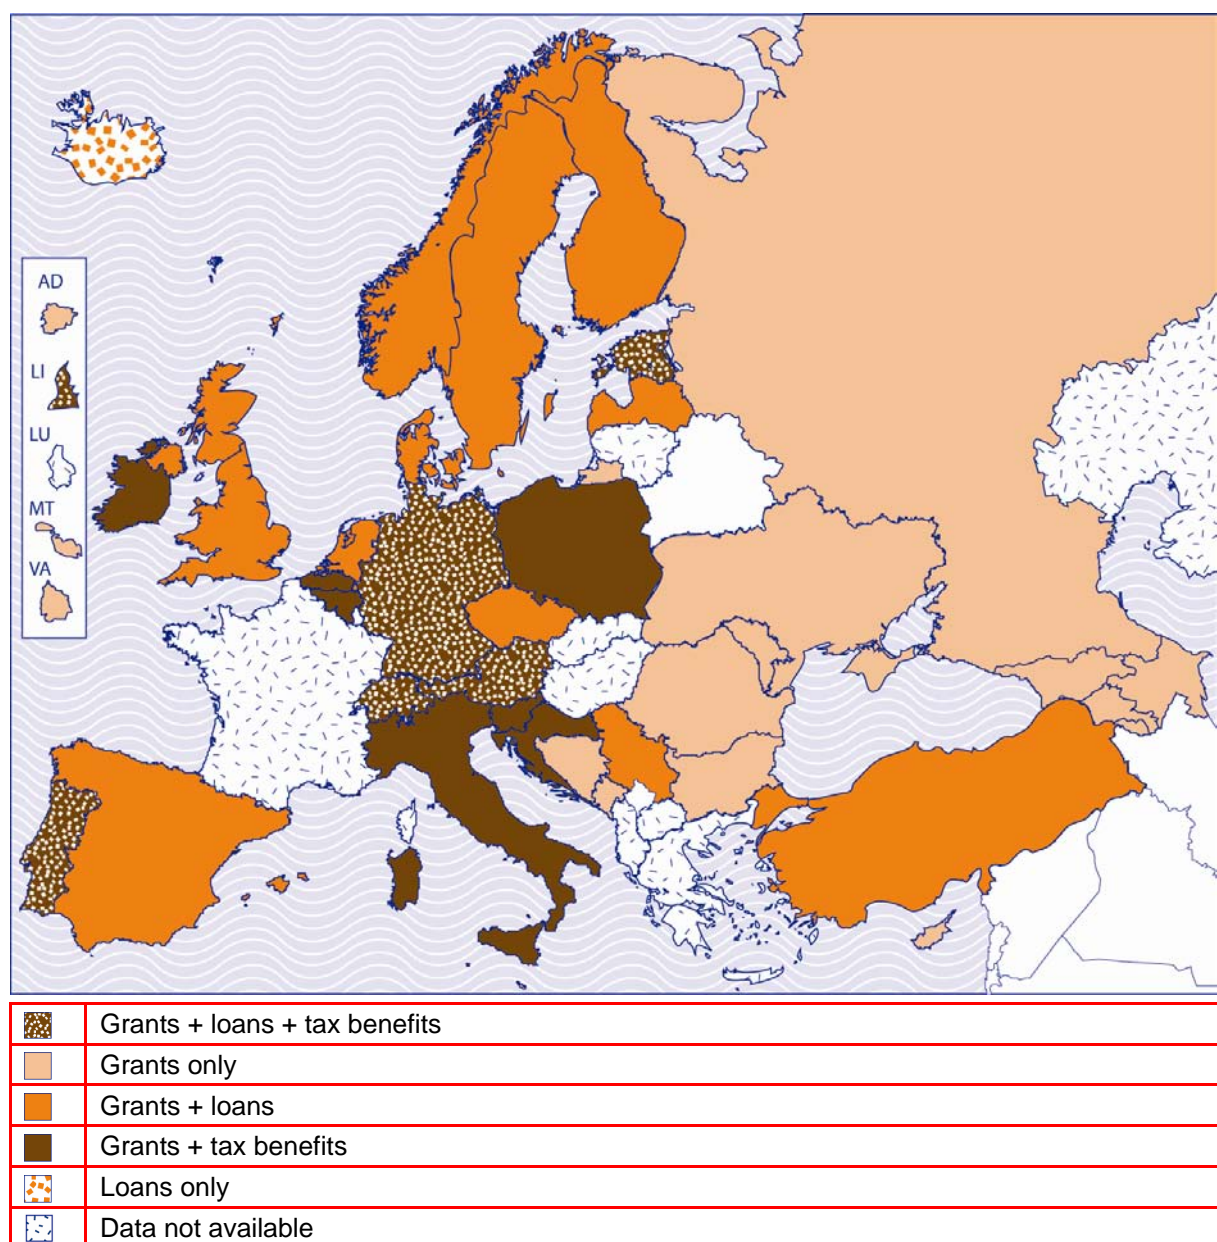 AD
LI
LU
MT
VA
Grants + loans + tax benefits
Grants only
Grants + loans
Grants + tax benefits
Loans only
Data not available